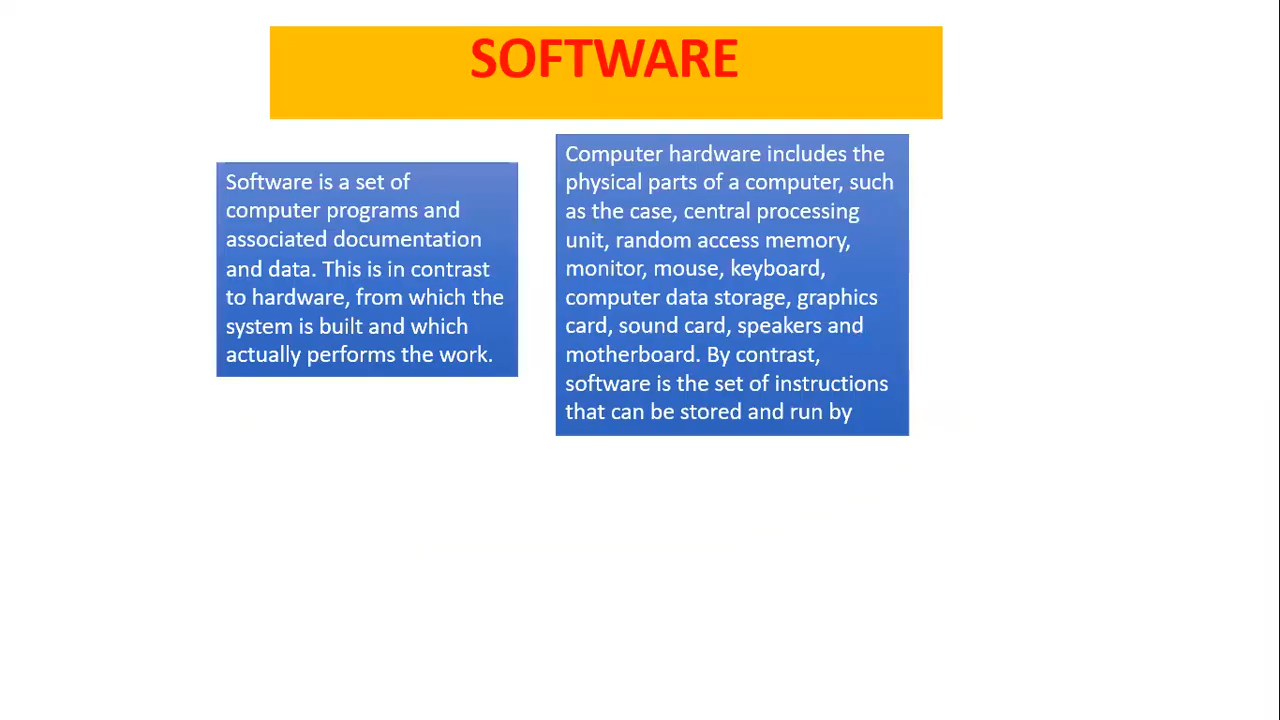 SOFTWARE
Software is a set of
computer programs and
associated documentation
and data. This is in contrast
to hardware, from which the
system is built and which
actually performs the work.
Computer hardware includes the
physical parts of a computer, such
as the case, central processing
unit, random access memory,
monitor, mouse, keyboard,
computer data storage, graphics
card, sound card, speakers and
motherboard. By contrast,
software is the set of instructions
that can be stored and run by